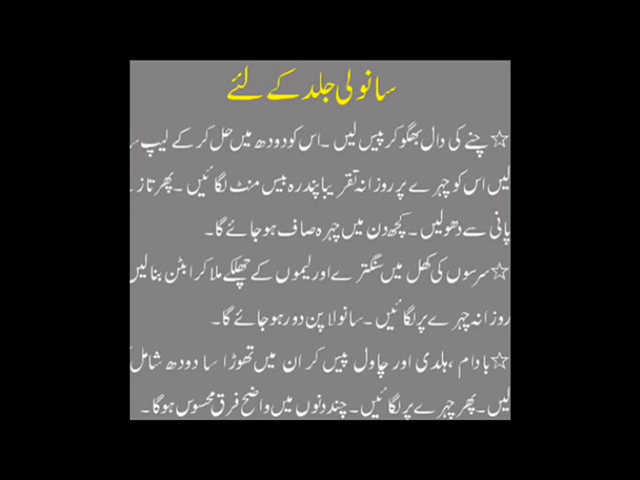 سانولی جلد کے لئے
☆چنے کی دال بھگو کر پیس لیں ۔اس کو دودھ میں حل کر کے لیپ
لیں اس کو چہرے پر روزانہ تقریبا پندرہ بیس منٹ لگائیں ۔پھر تاز
پانی سے دھولیں ۔ کچھ دن میں چہرہ صاف ہو جائے گا۔
☆سرسوں کی کھل میں سنگترے اور لیموں کے چھلکے ملا کر ابٹن بنالیں
روزانہ چہرے پر لگائیں ۔سانولا پن دور ہو جائے گا۔
☆بادام ،ہلدی اور چاول پیس کر ان میں تھوڑا سا دودھ شامل
لیں ۔پھر چہرے پر لگائیں ۔ چند دنوں میں واضح فرق محسوس ہوگا ۔